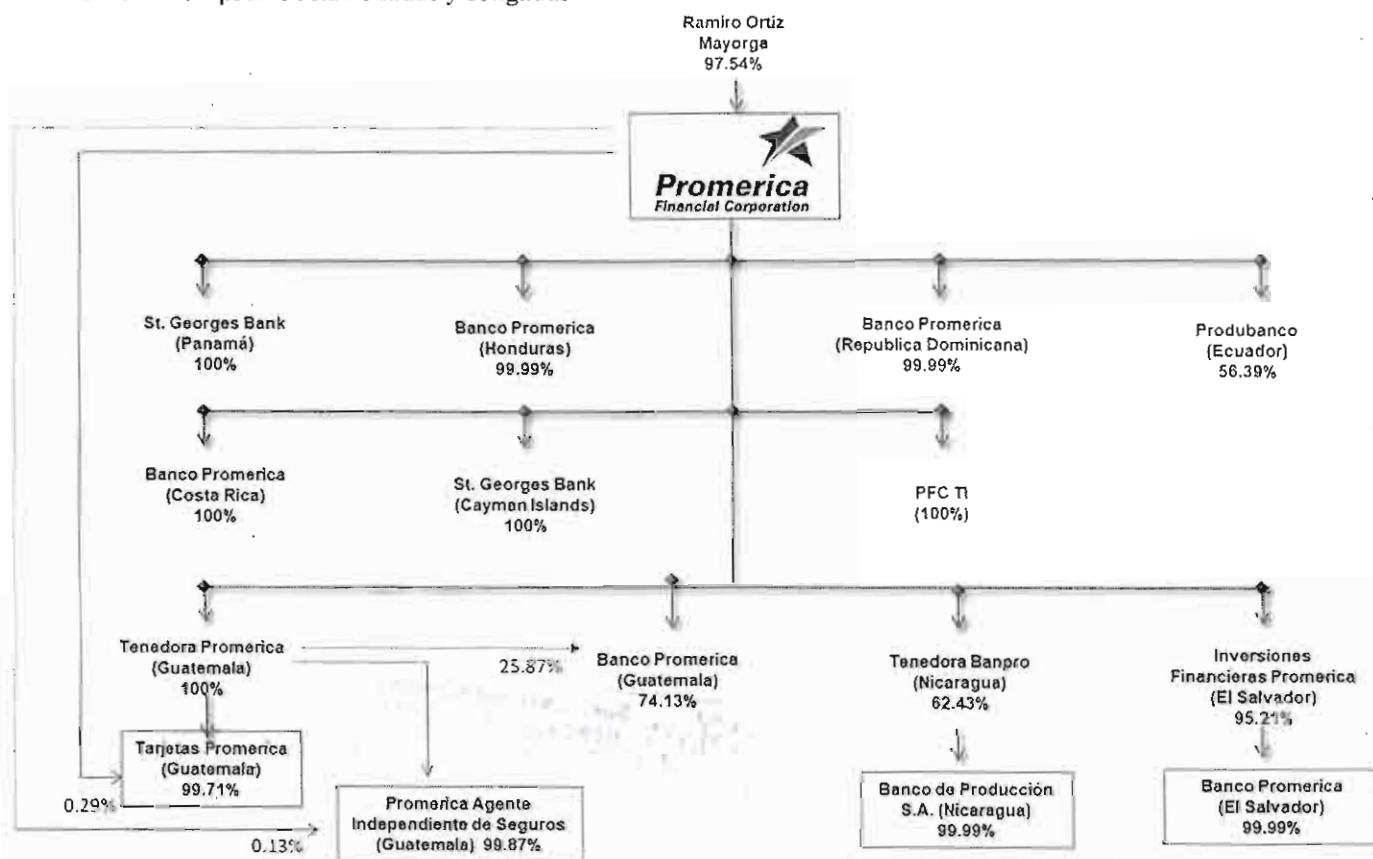 Ramiro Ortiz
Mayorga
97.54%
Promerica
Financial Corporation
St. Georges Bank
(Panamá)
100%
Banco Promerica
(Honduras)
99.99%
Banco Promerica
(Republica Dominicana)
99.99%
Produbanco
(Ecuador)
56.39%
Banco Promerica
(Costa Rica)
100%
St. Georges Bank
(Cayman Islands)
100%
PFC TI
(100%)
Tenedora Promerica
(Guatemala)
100%
25.87%
Banco Promerica
(Guatemala)
74.13%
Tenedora Banpro
(Nicaragua)
62.43%
Inversiones
Financieras Promerica
(El Salvador)
95.21%
Tarjetas Promerica
(Guatemala)
99.71%
0.29%
Promerica Agente
Independiente de Seguros
(Guatemala) 99.87%
0.13%
Banco de Producción
S.A. (Nicaragua)
99.99%
Banco Promerica
(El Salvador)
99.99%